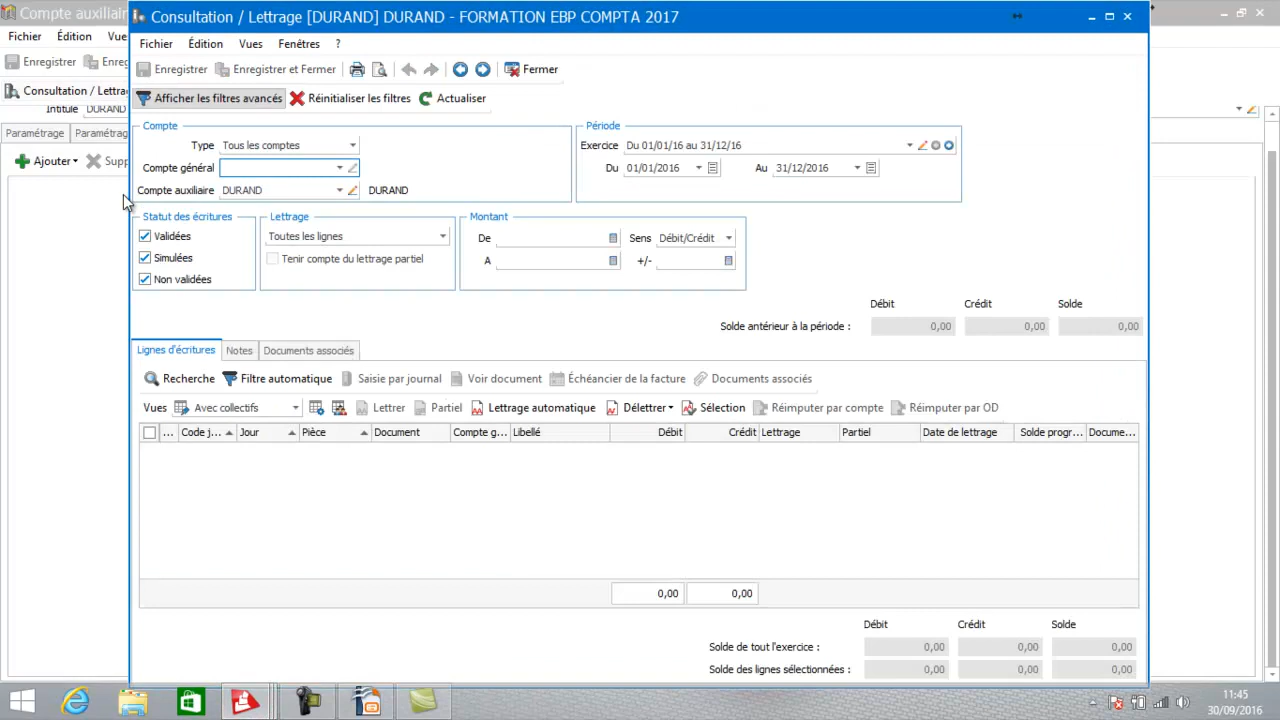 Compte auxiliaire
Consultation / Lettrage [DURAND] DURAND - FORMATION EBP COMPTA 2017
Fichier Édition Vues
Fichier Édition Vues Fenêtres ?
Enregistrer
Enregistrer Enregistrer et Fermer Fermer
Consultation / Lettra
Afficher les filtres avancés Réinitialiser les filtres Actualiser
Intitulé DURAND
Paramétrage Paramétrag
Ajouter Supp
Compte
Type Tous les comptes
Compte général
Compte auxiliaire DURAND DURAND
Période
Exercice Du 01/01/16 au 31/12/16
Du 01/01/2016 Au 31/12/2016
Statut des écritures
Validées
Simulées
Non validées
Lettrage
Toutes les lignes
Tenir compte du lettrage partiel
Montant
De Sens Débit/Crédit
A +/-
Débit Crédit Solde
Solde antérieur à la période : 0,00 0,00 0,00
Lignes d'écritures Notes Documents associés
Recherche Filtre automatique Saisie par journal Voir document Échéancier de la facture Documents associés
Vues Avec collectifs Lettrer Partiel Lettrage automatique Délettrer Sélection Réimputer par compte Réimputer par OD
... Code j... Jour Pièce Document Compte g... Libellé Débit Crédit Lettrage Partiel Date de lettrage Solde progr... Docume...
0,00 0,00
Débit Crédit Solde
Solde de tout l'exercice : 0,00 0,00 0,00
Solde des lignes sélectionnées : 0,00 0,00 0,00
11:45
30/09/2016